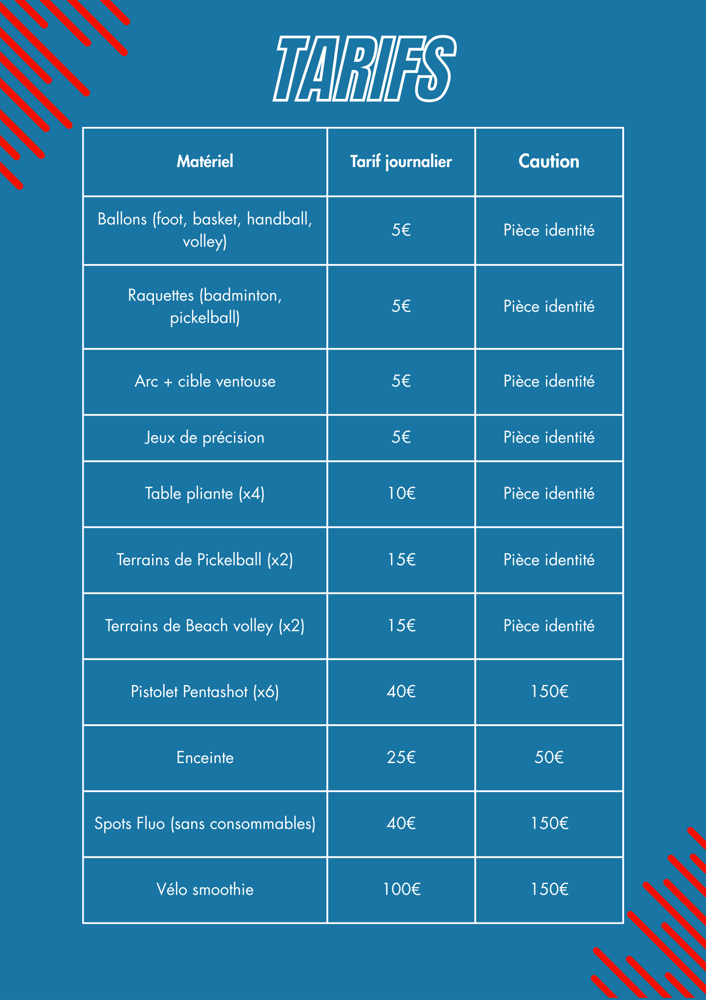 TARIFS
Matériel Tarif journalier Caution
Ballons (foot, basket, handball,
volley) 5€ Pièce identité
Raquettes (badminton,
pickelball) 5€ Pièce identité
Arc + cible ventouse 5€ Pièce identité
Jeux de précision 5€ Pièce identité
Table pliante (x4) 10€ Pièce identité
Terrains de Pickelball (x2) 15€ Pièce identité
Terrains de Beach volley (x2) 15€ Pièce identité
Pistolet Pentashot (x6) 40€ 150€
Enceinte 25€ 50€
Spots Fluo (sans consommables) 40€ 150€
Vélo smoothie 100€ 150€